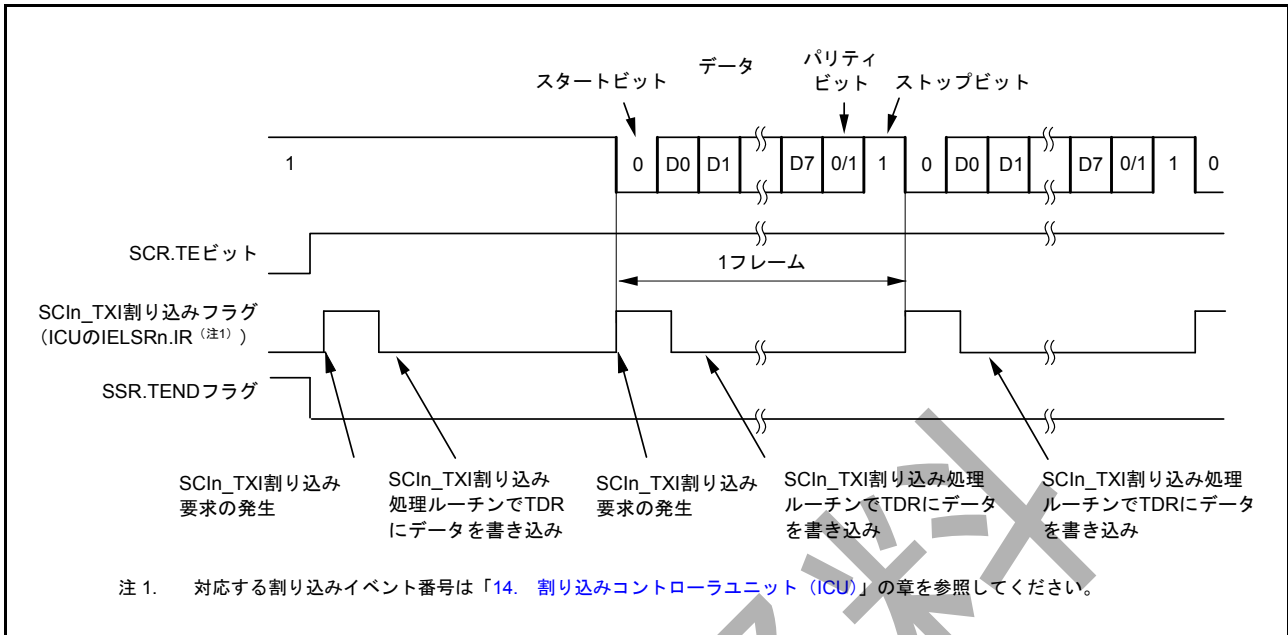 データ
パリティ
ビット
スタートビット
ストップビット
1
0 D0 D1 D7 0/1 1 0 D0 D1 D7 0/1 1 0
SCR.TEビット
1フレーム
SCIn_TXI割り込みフラグ
(ICUのIELSRn.IR（注1）)
SSR.TENDフラグ
SCIn_TXI割り込み
要求の発生
SCIn_TXI割り込み
処理ルーチンでTDR
にデータを書き込み
SCIn_TXI割り込み
要求の発生
SCIn_TXI割り込み処理
ルーチンでTDRにデータ
を書き込み
SCIn_TXI割り込み処理
ルーチンでTDRにデータ
を書き込み
注 1. 対応する割り込みイベント番号は「14. 割り込みコントローラユニット（ICU）」の章を参照してください。
料